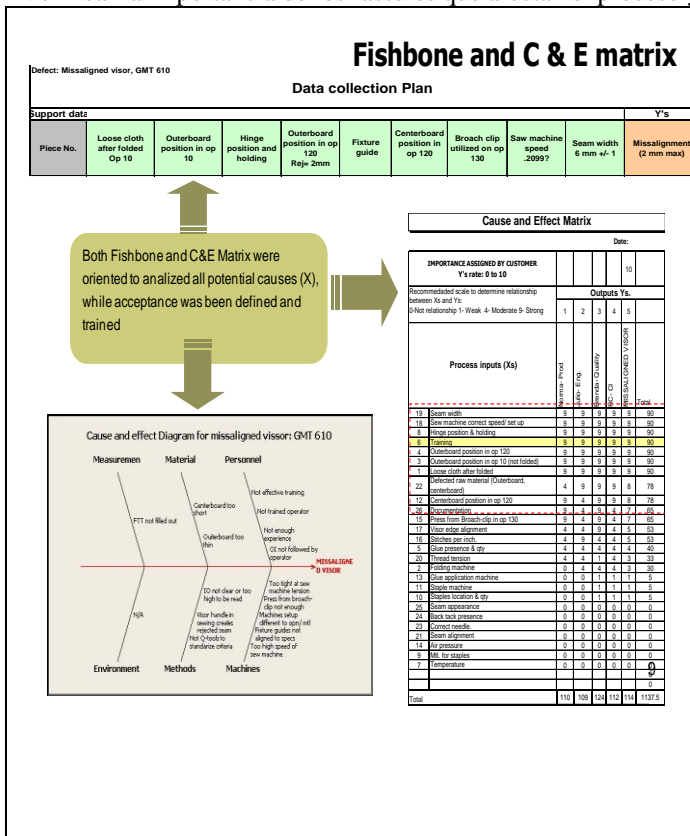 Fishbone and C & E matrix
Defect: Missaligned visor, GMT 610
Data collection Plan
Support data Y's
Piece No. Loose cloth after folded Op 10 Outerboard position in op 10 Hinge position and holding Outerboard position in op 120 Rej= 2mm Fixture guide Centerboard position in op 120 Broach clip utilized on op 130 Saw machine speed .2099? Seam width 6 mm +/- 1 Missalignment (2 mm max)
Both Fishbone and C&E Matrix were
oriented to analized all potential causes (X),
while acceptance was been defined and
trained
Cause and Effect Matrix
Date:
IMPORTANCE ASSIGNED BY CUSTOMER
Y's rate: 0 to 10
10
Recommedaded scale to determine relationship
between Xs and Ys:
0-Not relationship 1- Weak 4- Moderate 9- Strong
Outputs Ys.
1 2 3 4 5
Process inputs (Xs)
Norma- Prod
Julio- Eng.
Brenda- Quality
RC- CI
MISSALIGNED VISOR
Total
19 Seam width 9 9 9 9 9 90
18 Sew machine correct speed/ set up 9 9 9 9 9 90
8 Hinge position & holding 9 9 9 9 9 90
6 Training 9 9 9 9 9 90
4 Outerboard position in op 120 9 9 9 9 9 90
3 Outerboard position in op 10 (not folded) 9 9 9 9 9 90
1 Loose cloth after folded 9 9 9 9 9 90
22 Defected raw material (Outerboard, centerboard) 4 9 9 9 8 78
12 Centerboard position in op 120 9 4 9 9 8 78
26 Documentation 9 4 9 4 7 65
15 Press from Broach-clip in op 130 9 4 9 4 7 65
17 Visor edge alignment 4 4 9 4 5 53
16 Stitches per inch. 4 9 4 4 5 53
5 Glue presence & qty 4 4 4 4 4 40
20 Thread tension 4 4 1 4 3 33
2 Folding machine 0 4 4 4 3 30
13 Glue application machine 0 0 1 1 1 5
11 Staple machine 0 0 1 1 1 5
10 Staples location & qty 0 0 1 1 1 5
25 Seam appearance 0 0 0 0 0 0
24 Back tack presence 0 0 0 0 0 0
23 Correct needle. 0 0 0 0 0 0
21 Seam alignment 0 0 0 0 0 0
14 Air pressure 0 0 0 0 0 0
9 Mtl. for staples 0 0 0 0 0 0
7 Temperature 0 0 0 0 0 9
0
Total 110 109 124 112 114 1137.5
Cause and effect Diagram for missaligned vissor: GMT 610
Measuremen Material Personnel
Not effective training
Centerboard too
short
Not trained operator
FTT not filled out
Not enough
experience
Outerboard too
thin
OI not followed by
operator
MISSALIGNE
D VISOR
IO not clear or too
high to be read
Too tight at sew
machine tension
Press from broach-
clip not enough
N/A
Visor handle in
sewing creates
rejected seam
Machines setup
different to opn/ mtl
Not Q-tools to
standarize criteria
Fixture guides not
aligned to specs
Too high speed of
sew machine
Environment Methods Machines